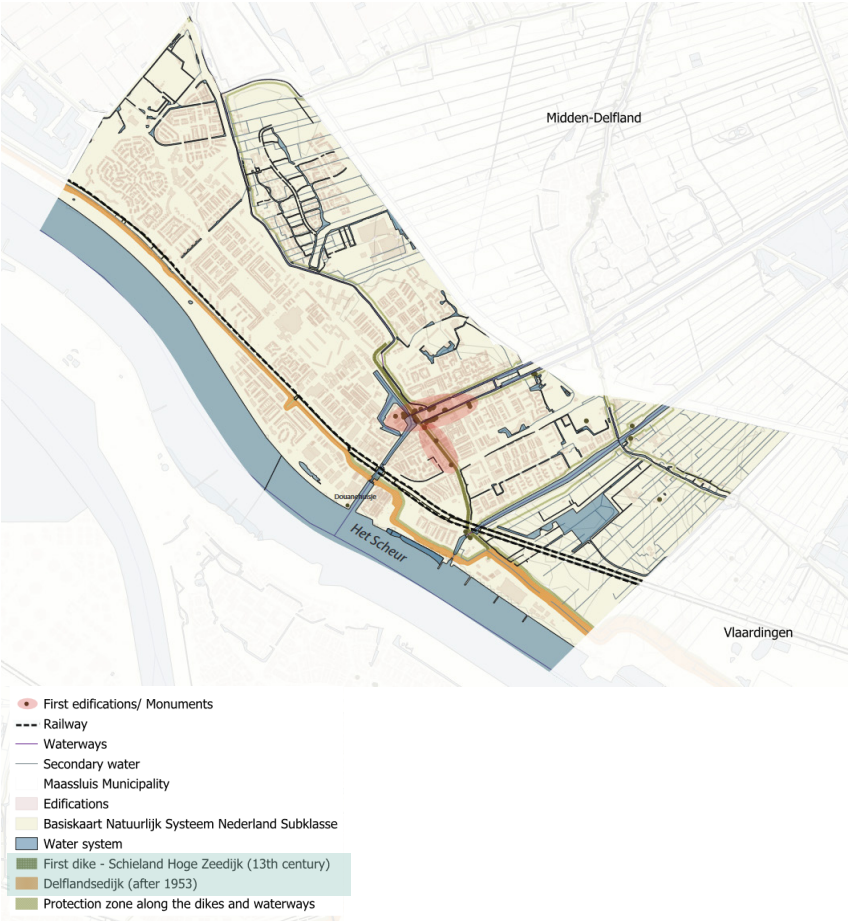 Midden-Delfland
Douanehuisje
Het Scheur
Vlaardingen
First edifications/ Monuments
Railway
Waterways
Secondary water
Maassluis Municipality
Edifications
Basiskaart Natuurlijk Systeem Nederland Subklasse
Water system
First dike - Schieland Hoge Zeedijk (13th century)
Delflandsedijk (after 1953)
Protection zone along the dikes and waterways